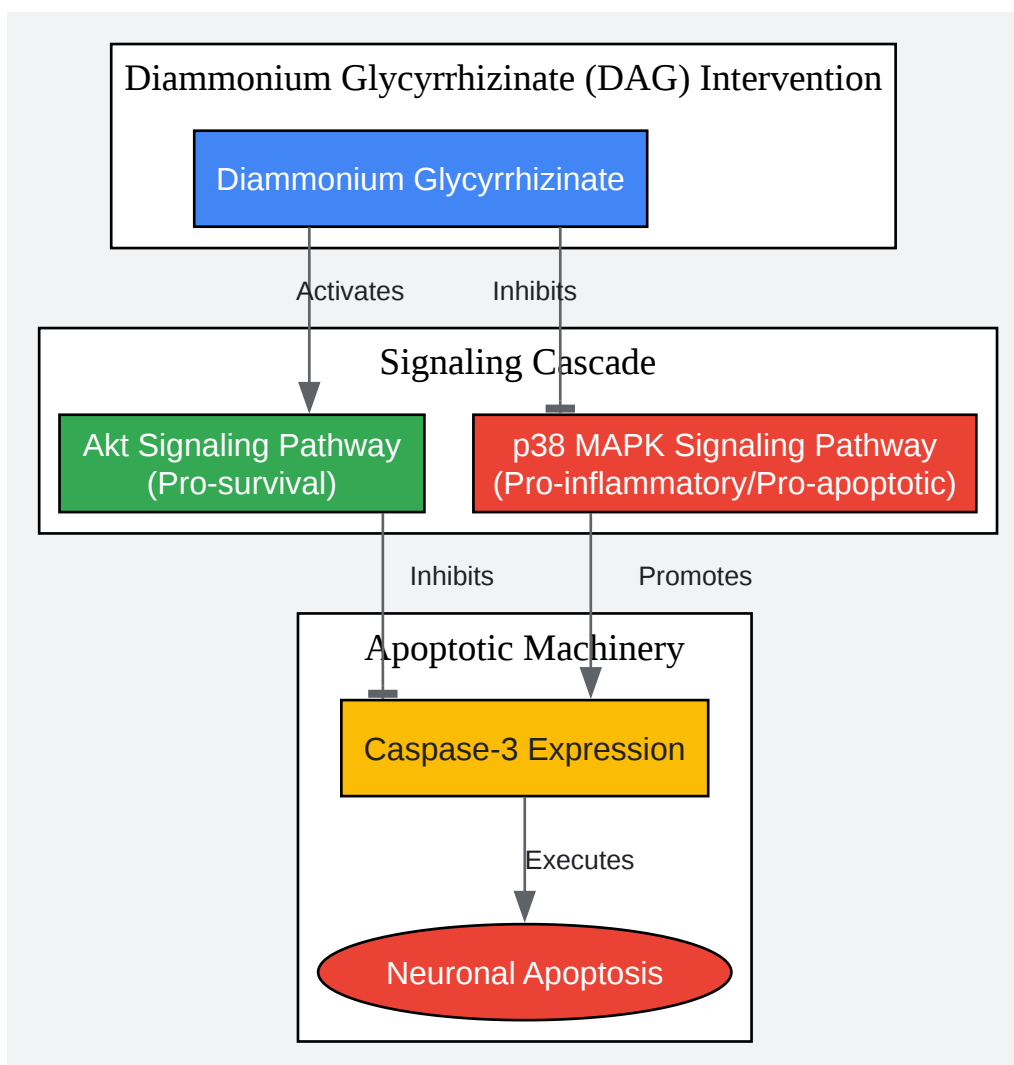 Diammonium Glycyrrhizinate (DAG) Intervention
Diammonium Glycyrrhizinate
Activates
Inhibits
Signaling Cascade
Akt Signaling Pathway
(Pro-survival)
p38 MAPK Signaling Pathway
(Pro-inflammatory/Pro-apoptotic)
Inhibits
Promotes
Apoptotic Machinery
Caspase-3 Expression
Executes
Neuronal Apoptosis